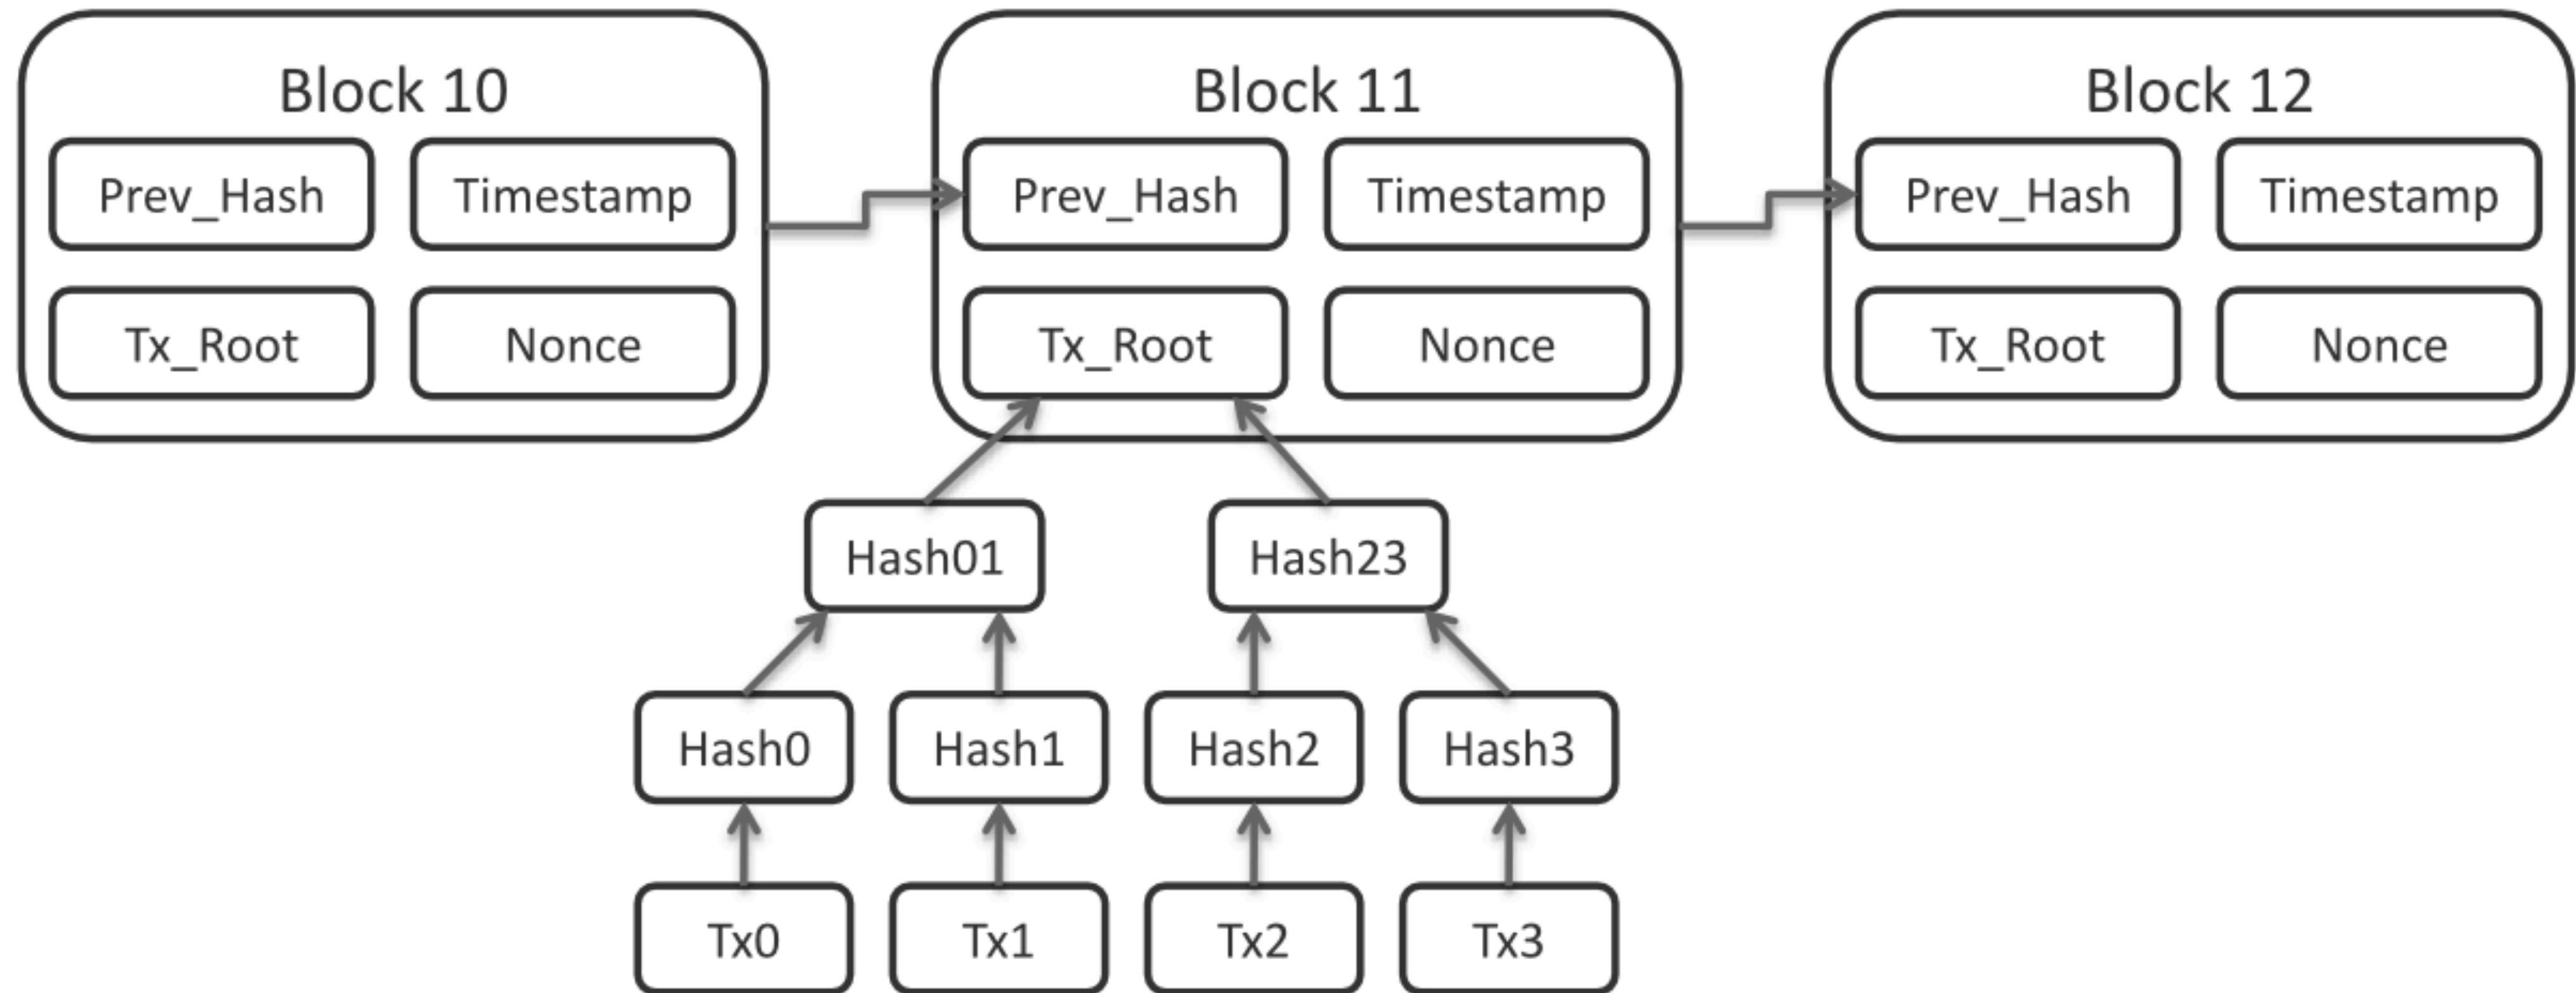 Block 10
Prev_Hash Timestamp
Tx_Root Nonce
Block 11
Prev_Hash Timestamp
Tx_Root Nonce
Block 12
Prev_Hash Timestamp
Tx_Root Nonce
Hash01 Hash23
Hash0 Hash1 Hash2 Hash3
Tx0 Tx1 Tx2 Tx3